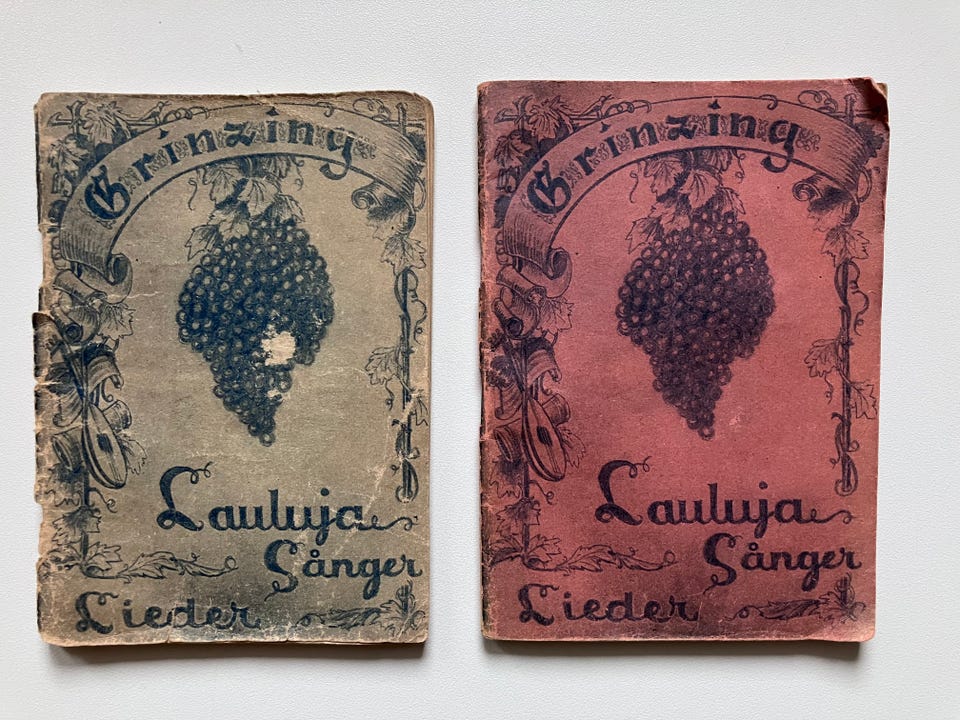 Grinzing
Lauluja
Sånger
Lieder
Grinzing
Lauluja
Sånger
Lieder